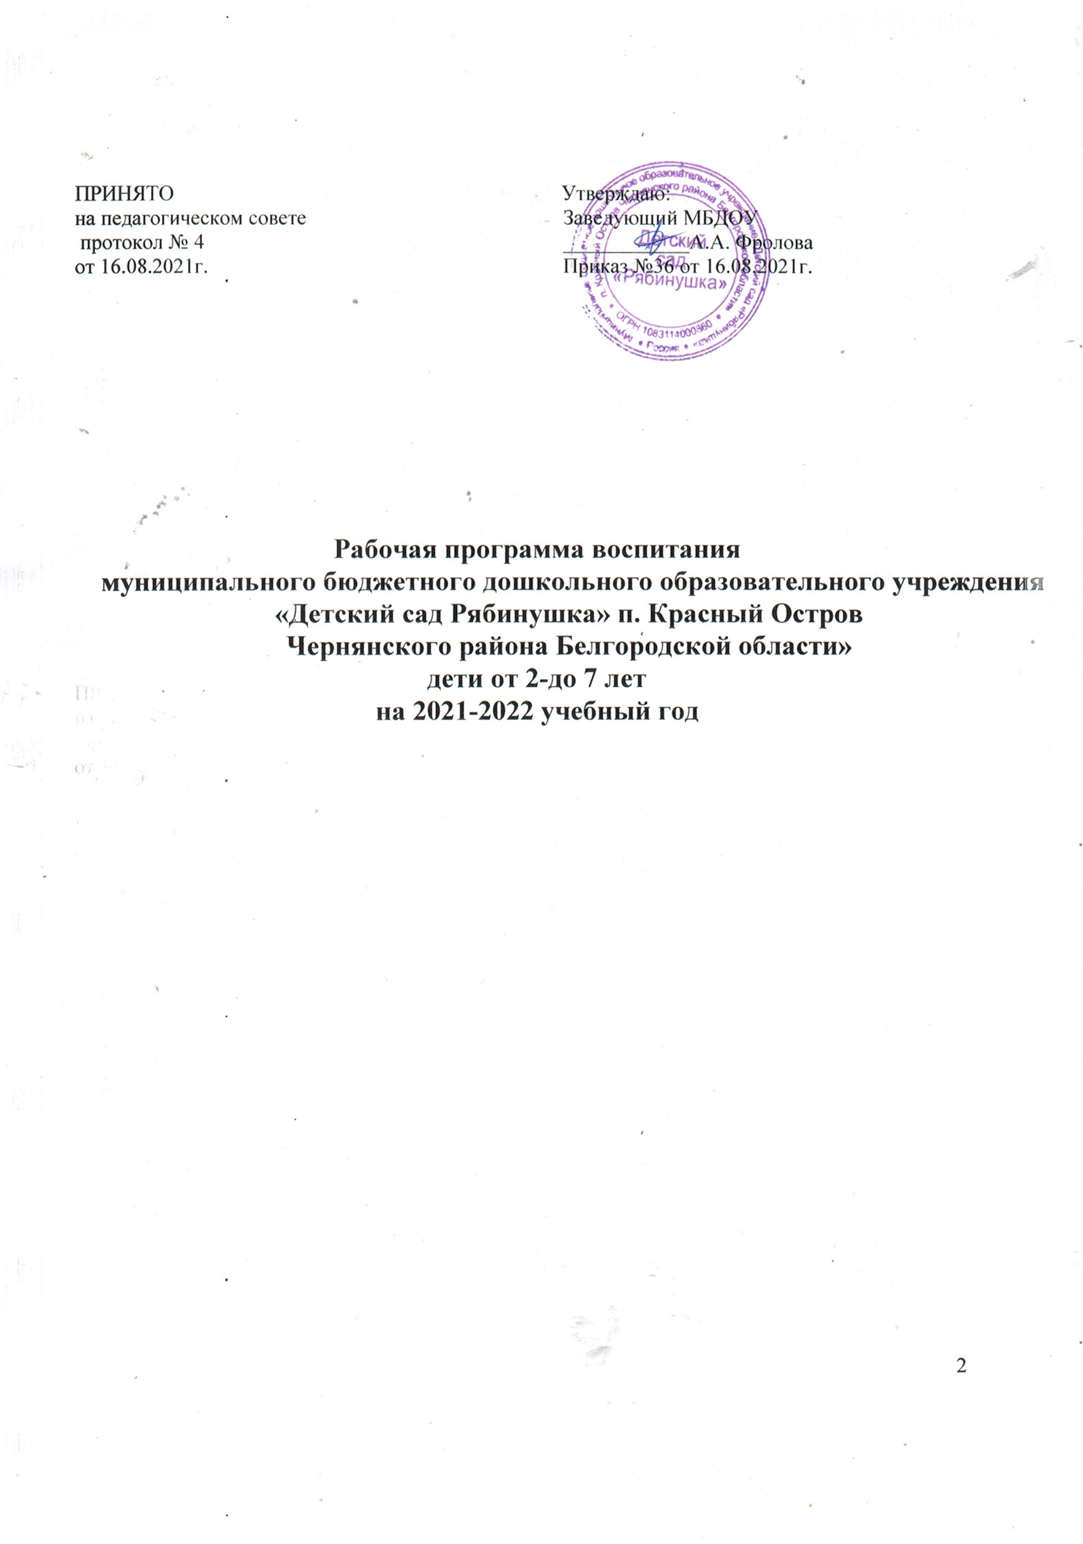 ПРИНЯТО
на педагогическом совете
протокол № 4
от 16.08.2021г.
Утверждаю:
Заведующий МБДОУ
А.А. Фролова
Приказ №36 от 16.08.2021г.
Детский
сад
«Рябинушка»
Рабочая программа воспитания
муниципального бюджетного дошкольного образовательного учреждения
«Детский сад Рябинушка» п. Красный Остров
Чернянского района Белгородской области»
дети от 2-до 7 лет
на 2021-2022 учебный год
2